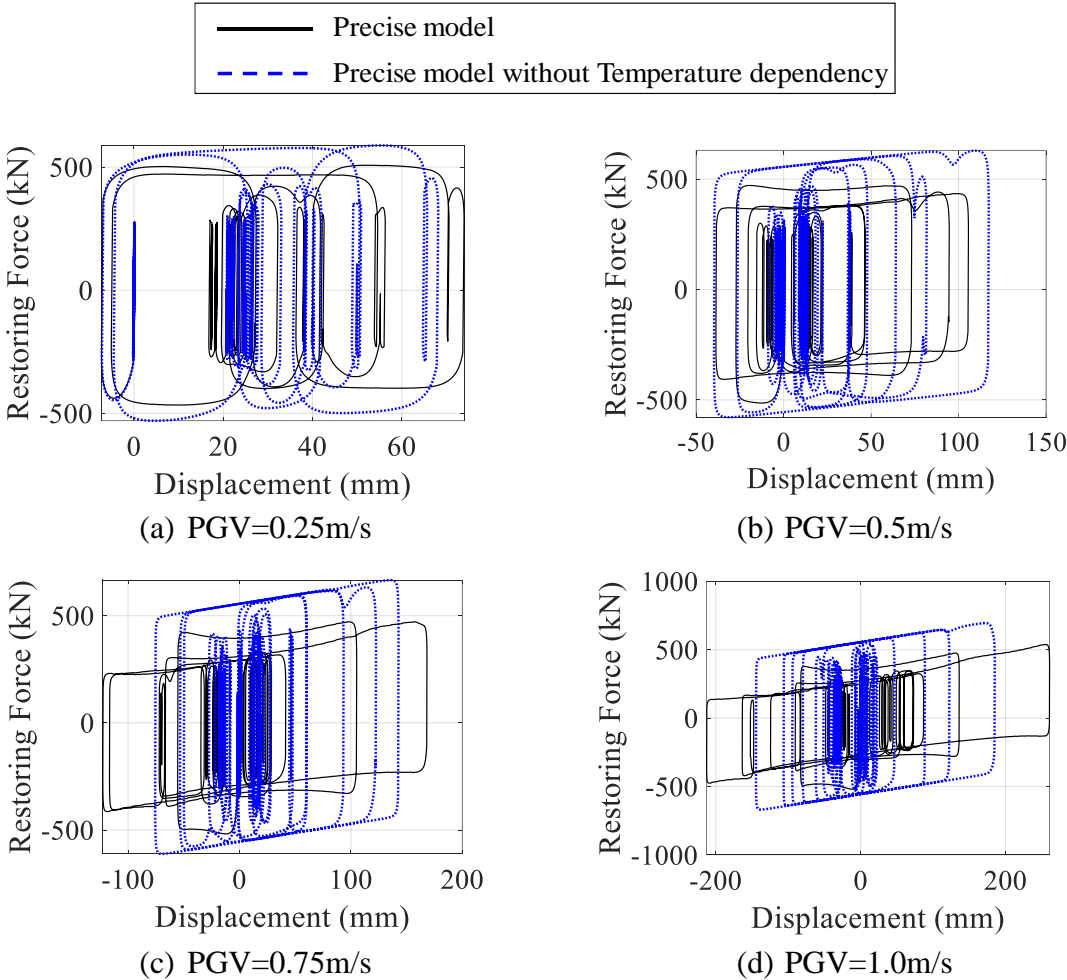 Precise model
Precise model without Temperature dependency
Restoring Force (kN)
500
0
-500
0
20
40
60
Displacement (mm)
(a) PGV=0.25m/s
Restoring Force (kN)
500
0
-500
-50
0
50
100
150
Displacement (mm)
(b) PGV=0.5m/s
Restoring Force (kN)
500
0
-500
-100
0
100
200
Displacement (mm)
(c) PGV=0.75m/s
Restoring Force (kN)
1000
500
0
-500
-1000
-200
0
200
Displacement (mm)
(d) PGV=1.0m/s